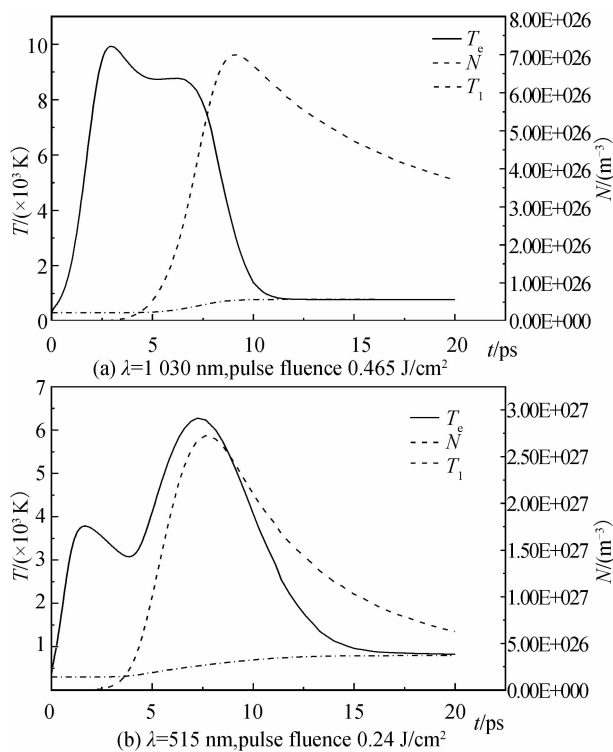 10
8
6
4
2
0
T/(×10³ K)
Tₑ
N
T₁
8.00E+026
7.00E+026
6.00E+026
5.00E+026
4.00E+026
3.00E+026
2.00E+026
1.00E+026
0.00E+000
N/(m⁻³)
0 5 10 15 20 t/ps
(a) λ=1 030 nm,pulse fluence 0.465 J/cm²
7
6
5
4
3
2
1
T/(×10³ K)
Tₑ
N
T₁
3.00E+027
2.50E+027
2.00E+027
1.50E+027
1.00E+027
5.00E+026
0.00E+000
N/(m⁻³)
0 5 10 15 20 t/ps
(b) λ=515 nm,pulse fluence 0.24 J/cm²